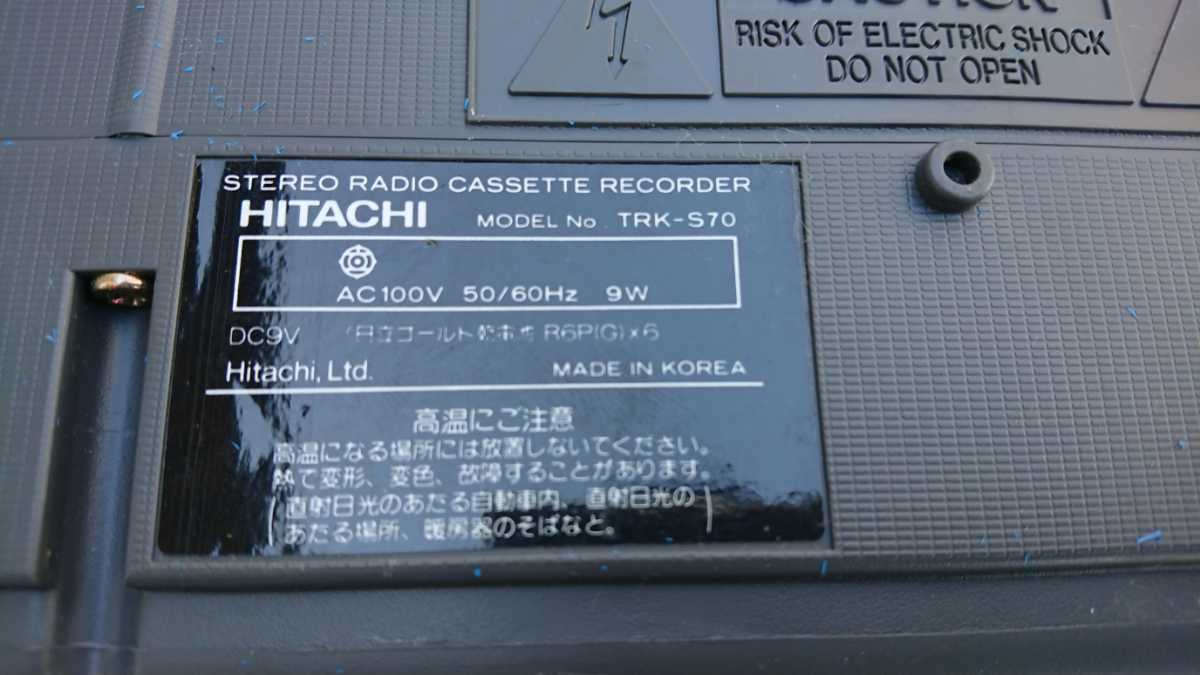 CAUTION
RISK OF ELECTRIC SHOCK
DO NOT OPEN
STEREO RADIO CASSETTE RECORDER
HITACHI MODEL No. TRK-S70
AC100V 50/60Hz 9W
DC9V (日立ゴールド乾電池 R6P(G)×6
Hitachi, Ltd. MADE IN KOREA
高温にご注意
高温になる場所には放置しないでください。
て変形、変色、故障することがあります。
(直射日光のあたる自動車内、直射日光の
あたる場所、暖房器のそばなど。)